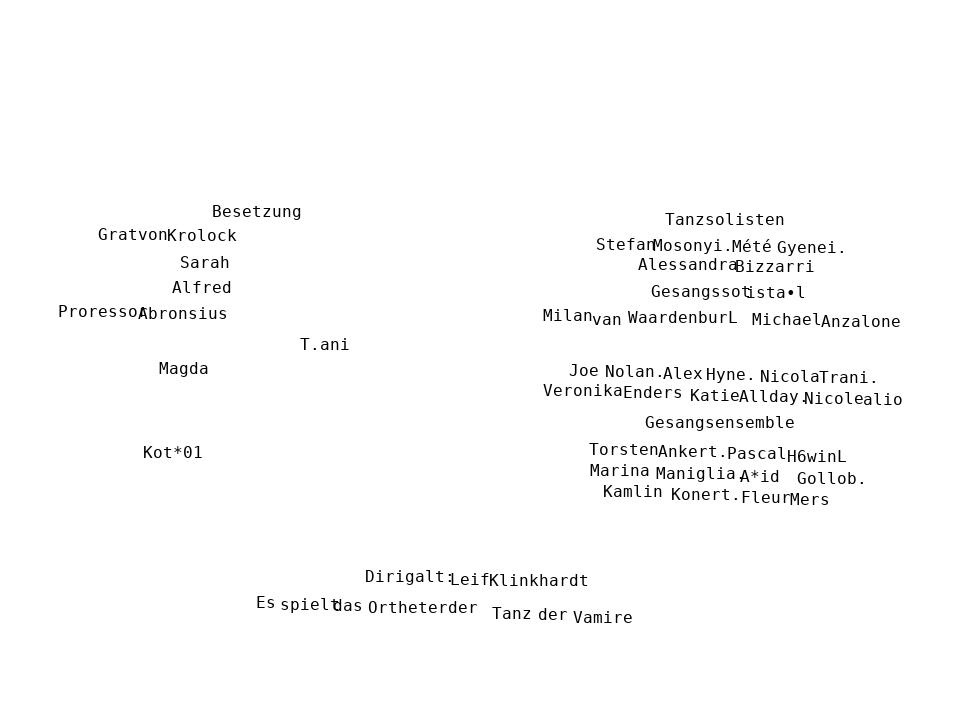 Besetzung
Gratvon Krolock
Sarah
Alfred
Proressor Abronsius
T.ani
Magda
Kot*01
Tanzsolisten
Stefan Mosonyi. Mété Gyenei.
Alessandra Bizzarri
Gesangssot ista•l
Milan van WaardenburL Michael Anzalone
Joe Nolan. Alex Hyne. Nicola Trani.
Veronika Enders Katie Allday. Nicole alio
Gesangsensemble
Torsten Ankert. Pascal H6winL
Marina Maniglia. A*id Gollob.
Kamlin Konert. Fleur Mers
Dirigalt: Leif Klinkhardt
Es spielt das Ortheterder Tanz der Vamire